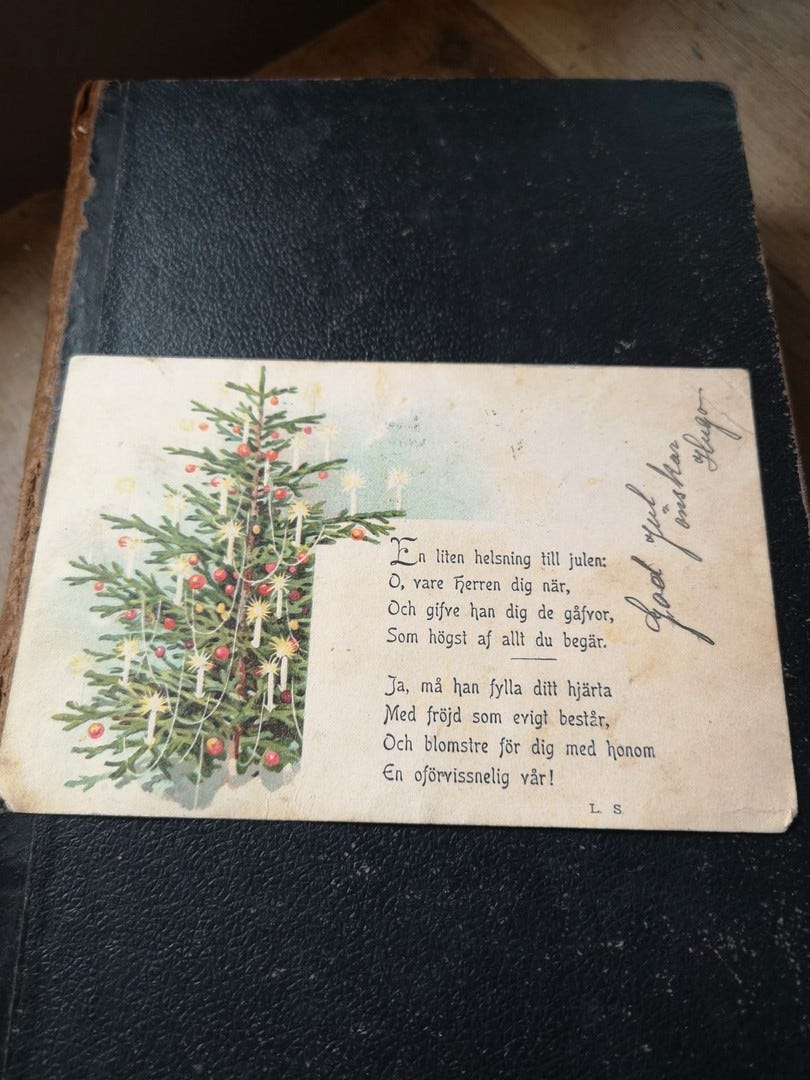 En liten helsning till julen:
O, vare Herren dig när,
Och gifve han dig de gåfvor,
Som högst af allt du begär.
Ja, må han fylla ditt hjärta
Med fröjd som evigt består,
Och blomstre för dig med honom
En oförvissnelig vår!
L. S.
God Jul
önskar
Hugo